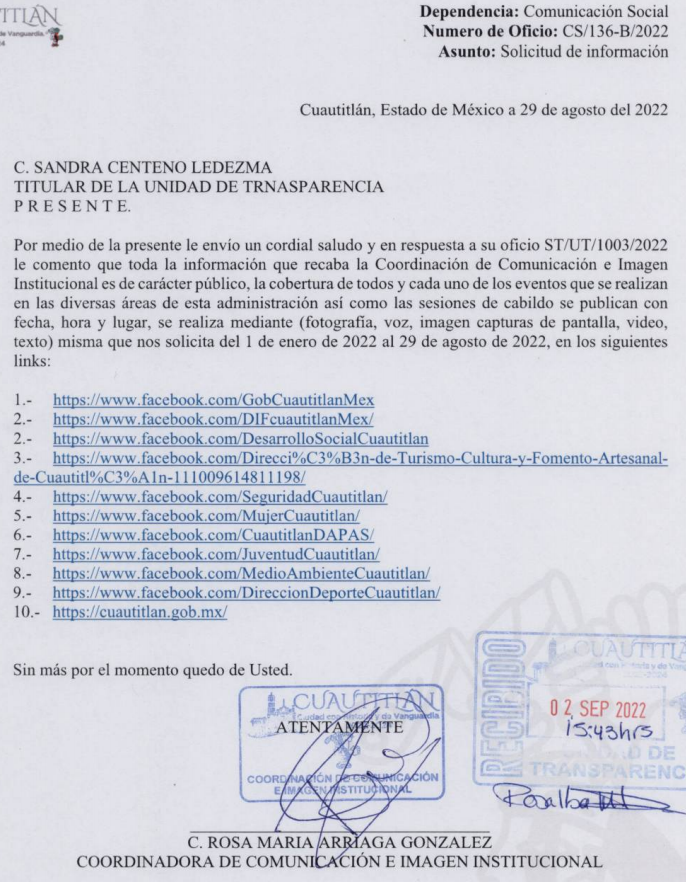 TITLÁN
de Vanguardia
Dependencia: Comunicación Social
Numero de Oficio: CS/136-B/2022
Asunto: Solicitud de información
Cuautitlán, Estado de México a 29 de agosto del 2022
C. SANDRA CENTENO LEDEZMA
TITULAR DE LA UNIDAD DE TRNASPARENCIA
P R E S E N T E.
Por medio de la presente le envío un cordial saludo y en respuesta a su oficio ST/UT/1003/2022
le comento que toda la información que recaba la Coordinación de Comunicación e Imagen
Institucional es de carácter público, la cobertura de todos y cada uno de los eventos que se realizan
en las diversas áreas de esta administración así como las sesiones de cabildo se publican con
fecha, hora y lugar, se realiza mediante (fotografía, voz, imagen capturas de pantalla, video,
texto) misma que nos solicita del 1 de enero de 2022 al 29 de agosto de 2022, en los siguientes
links:
1.- https://www.facebook.com/GobCuautitlanMex
2.- https://www.facebook.com/DIFcuautitlanMex/
2.- https://www.facebook.com/DesarrolloSocialCuautitlan
3.- https://www.facebook.com/Direcci%C3%B3n-de-Turismo-Cultura-y-Fomento-Artesanal-
de-Cuautitl%C3%A1n-111009614811198/
4.- https://www.facebook.com/SeguridadCuautitlan/
5.- https://www.facebook.com/MujerCuautitlan/
6.- https://www.facebook.com/CuautitlanDAPAS/
7.- https://www.facebook.com/JuventudCuautitlan/
8.- https://www.facebook.com/MedioAmbienteCuautitlan/
9.- https://www.facebook.com/DireccionDeporteCuautitlan/
10.- https://cuautitlan.gob.mx/
Sin más por el momento quedo de Usted.
CUAUTITLÁN
Ciudad con historia y de Vanguardia
ATENTAMENTE
COORDINACIÓN DE COMUNICACIÓN
E IMAGEN INSTITUCIONAL
RECIBIDO
CUAUTITLÁ
02 SEP 2022
15:43hrs
DE
TRANSPARENC
Rosalba
C. ROSA MARIA ARRIAGA GONZALEZ
COORDINADORA DE COMUNICACIÓN E IMAGEN INSTITUCIONAL